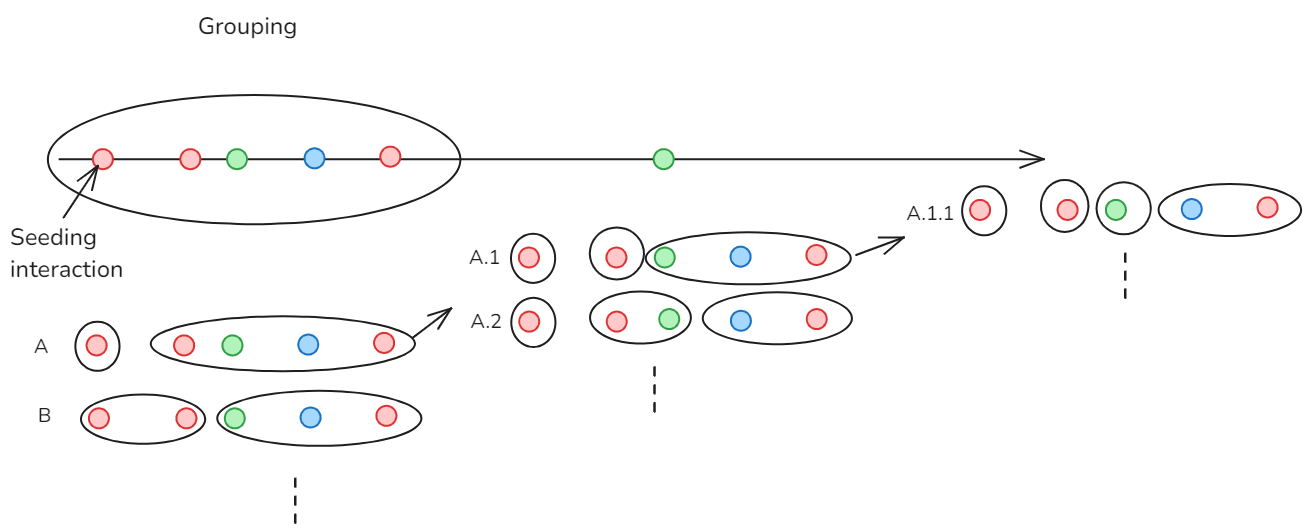 Grouping
Seeding
interaction
A.1.1
A.1
A.2
A
B